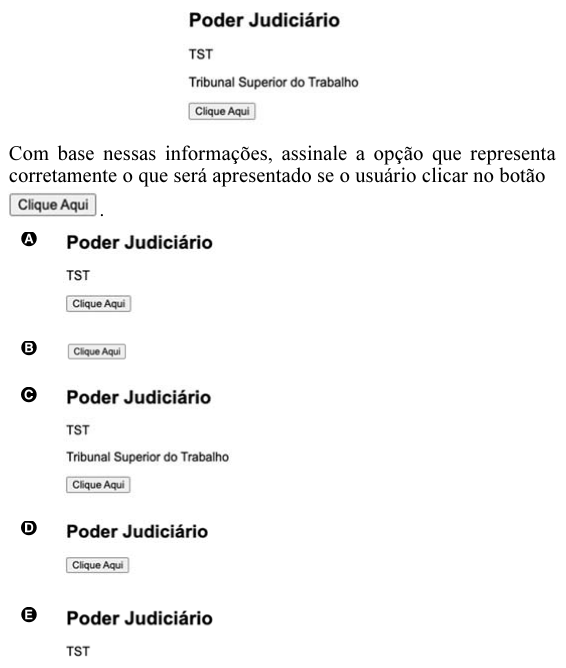 Poder Judiciário
TST
Tribunal Superior do Trabalho
Clique Aqui
Com base nessas informações, assinale a opção que representa
corretamente o que será apresentado se o usuário clicar no botão
Clique Aqui .
A Poder Judiciário
TST
Clique Aqui
B Clique Aqui
C Poder Judiciário
TST
Tribunal Superior do Trabalho
Clique Aqui
D Poder Judiciário
Clique Aqui
E Poder Judiciário
TST